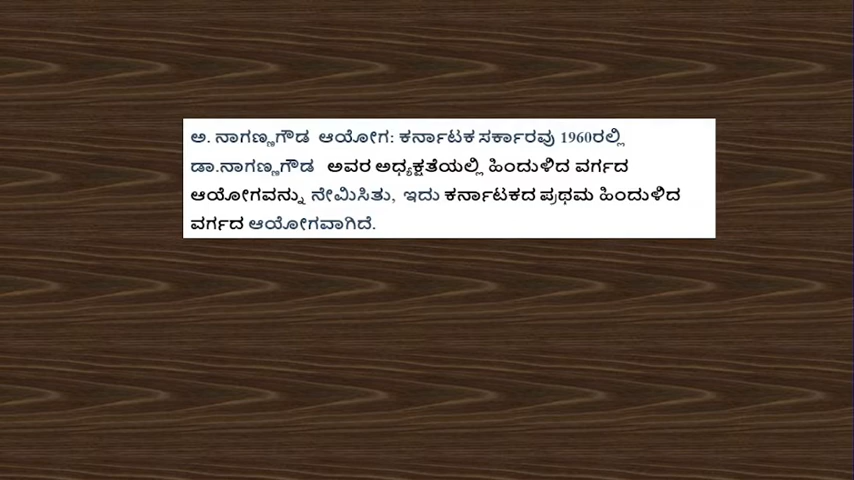 ಅ. ನಾಗಣ್ಣಗೌಡ ಆಯೋಗ: ಕರ್ನಾಟಕ ಸರ್ಕಾರವು 1960ರಲ್ಲಿ
ಡಾ.ನಾಗಣ್ಣಗೌಡ ಅವರ ಅಧ್ಯಕ್ಷತೆಯಲ್ಲಿ ಹಿಂದುಳಿದ ವರ್ಗದ
ಆಯೋಗವನ್ನು ನೇಮಿಸಿತು, ಇದು ಕರ್ನಾಟಕದ ಪ್ರಥಮ ಹಿಂದುಳಿದ
ವರ್ಗದ ಆಯೋಗವಾಗಿದೆ.